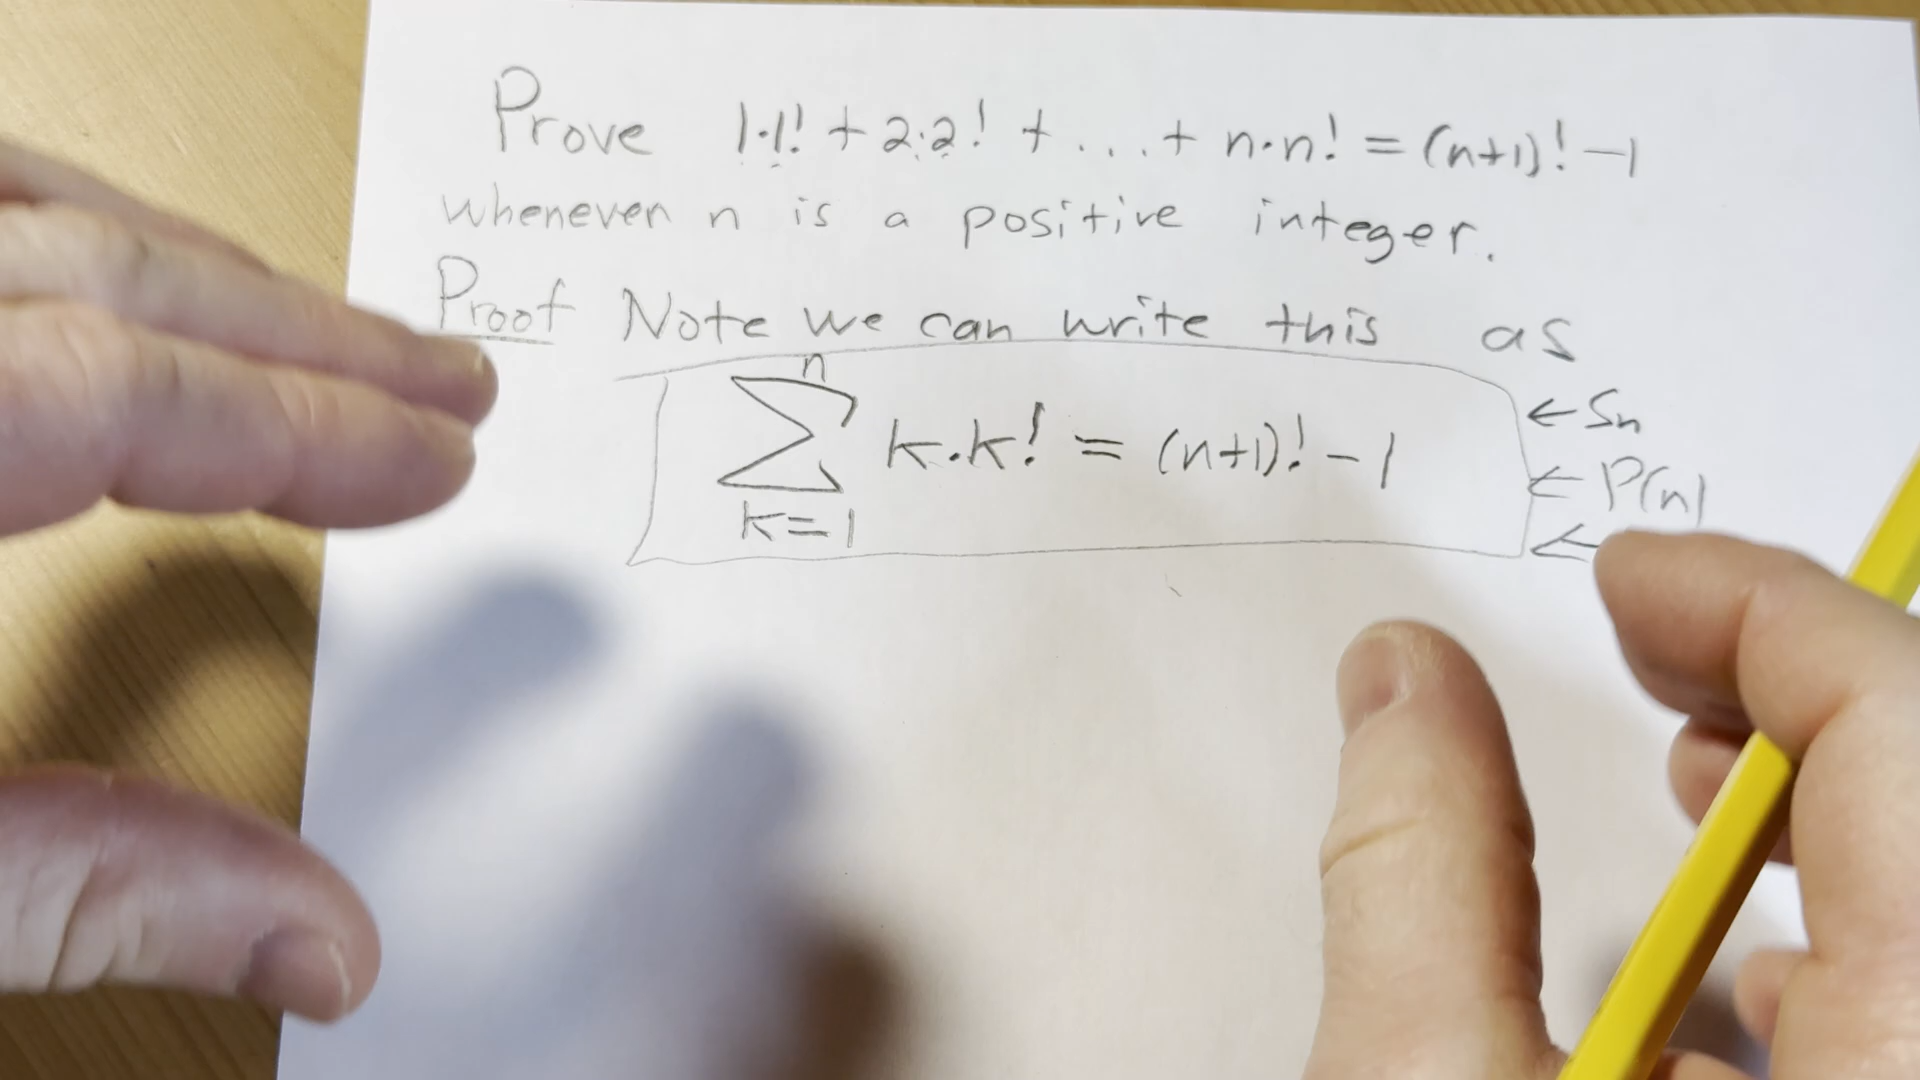 Prove 1·1! + 2·2! + ... + n·n! = (n+1)! - 1
whenever n is a positive integer.
Proof Note we can write this as
n
∑ k·k! = (n+1)! - 1
k=1
← Sn
← P(n)
←